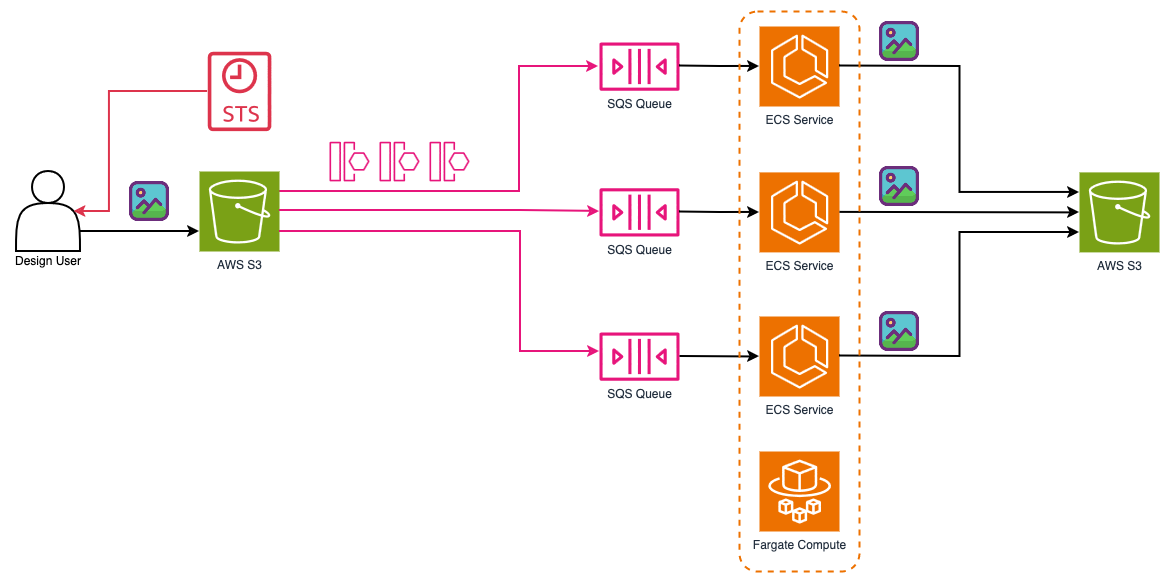 STS
Design User
AWS S3
SQS Queue
ECS Service
SQS Queue
ECS Service
AWS S3
SQS Queue
ECS Service
Fargate Compute